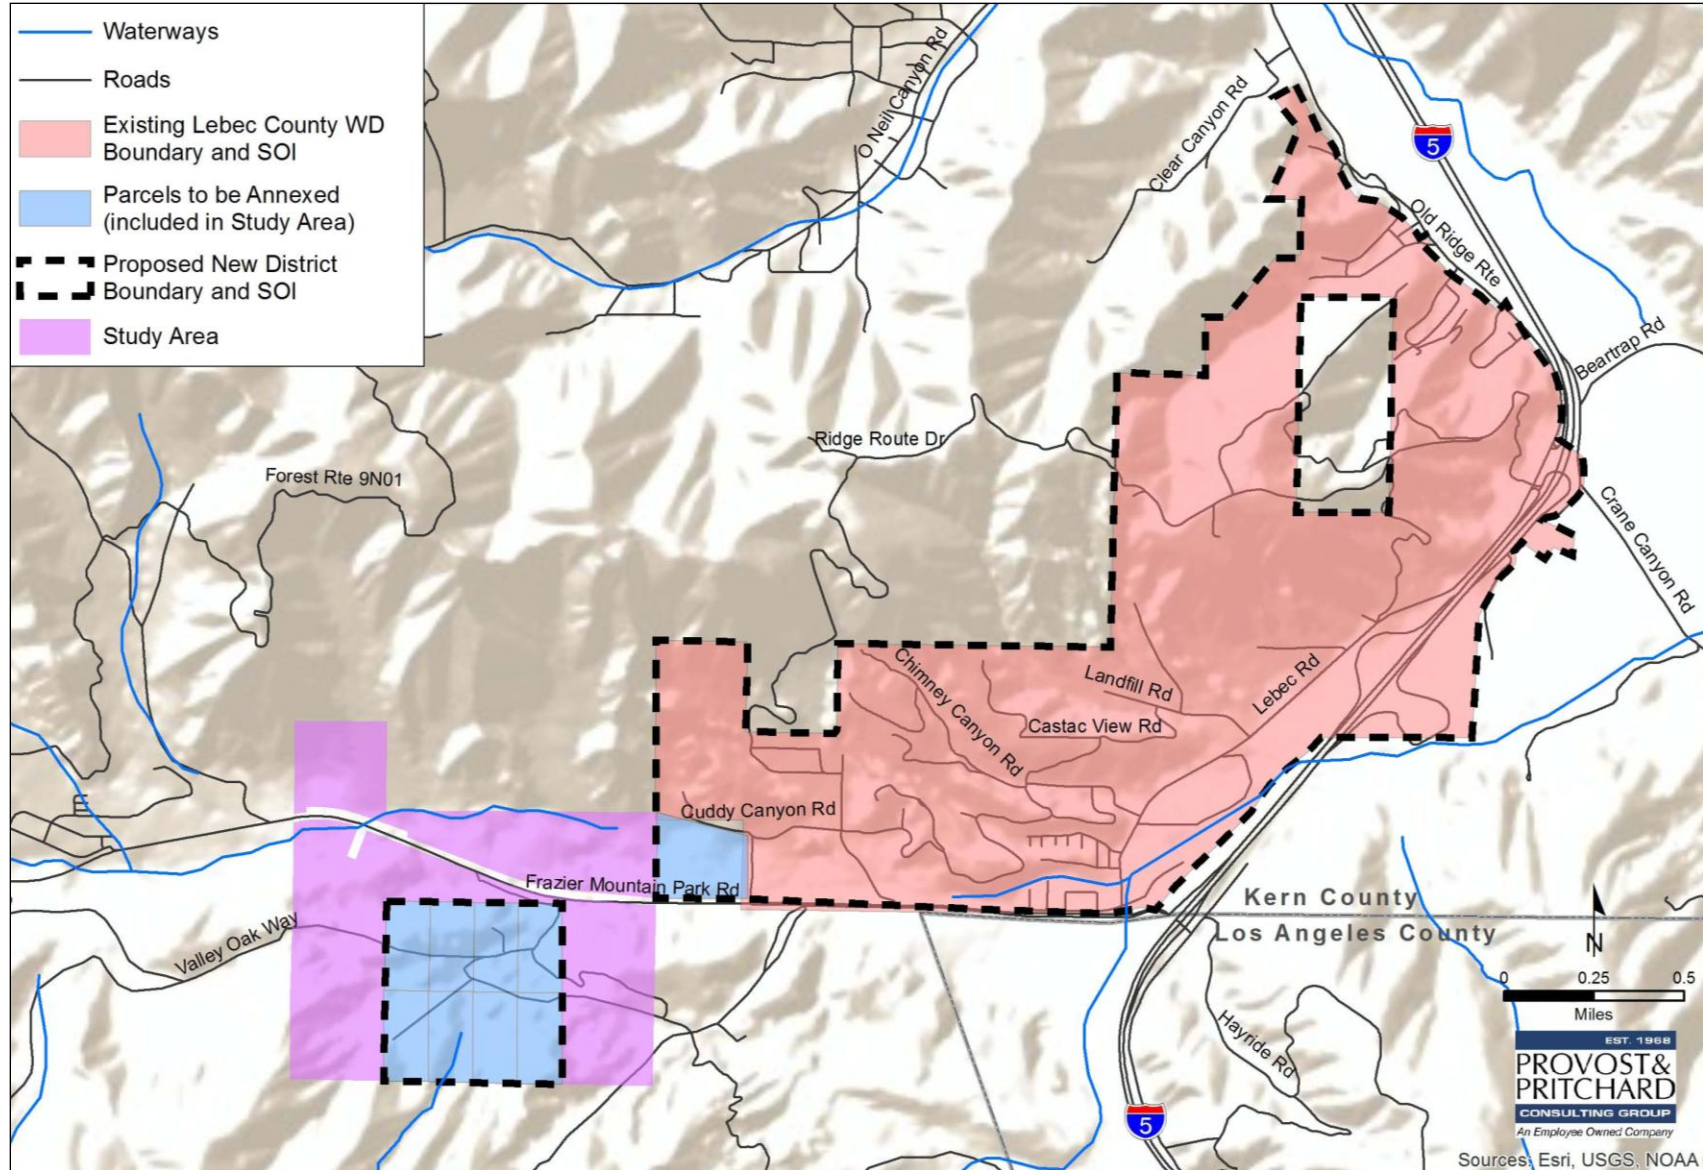 Waterways
Roads
Existing Lebec County WD
Boundary and SOI
Parcels to be Annexed
(included in Study Area)
Proposed New District
Boundary and SOI
Study Area
O Neil Canyon Rd
Clear Canyon Rd
5
Old Ridge Rte
Beartrap Rd
Ridge Route Dr
Forest Rte 9N01
Crane Canyon Rd
Chimney Canyon Rd
Landfill Rd
Lebec Rd
Castac View Rd
Cuddy Canyon Rd
Frazier Mountain Park Rd
Valley Oak Way
Kern County
Los Angeles County
N
0 0.25 0.5
Miles
Hayride Rd
5
EST. 1968
PROVOST&
PRITCHARD
CONSULTING GROUP
An Employee Owned Company
Sources: Esri, USGS, NOAA